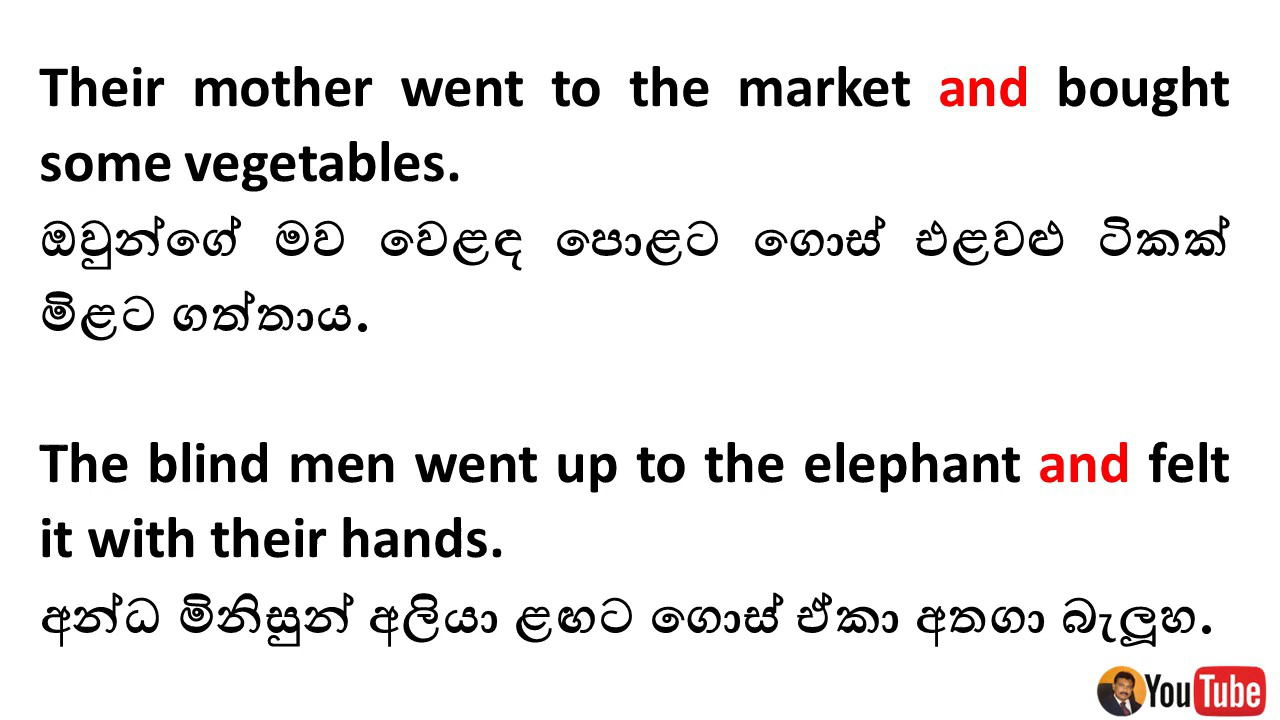 Their mother went to the market and bought
some vegetables.
ඔවුන්ගේ මව වෙළඳ පොළට ගොස් එළවළු ටිකක්
මිළට ගත්තාය.
The blind men went up to the elephant and felt
it with their hands.
අන්ධ මිනිසුන් අලියා ළඟට ගොස් ඒකා අතගා බැලූහ.
YouTube